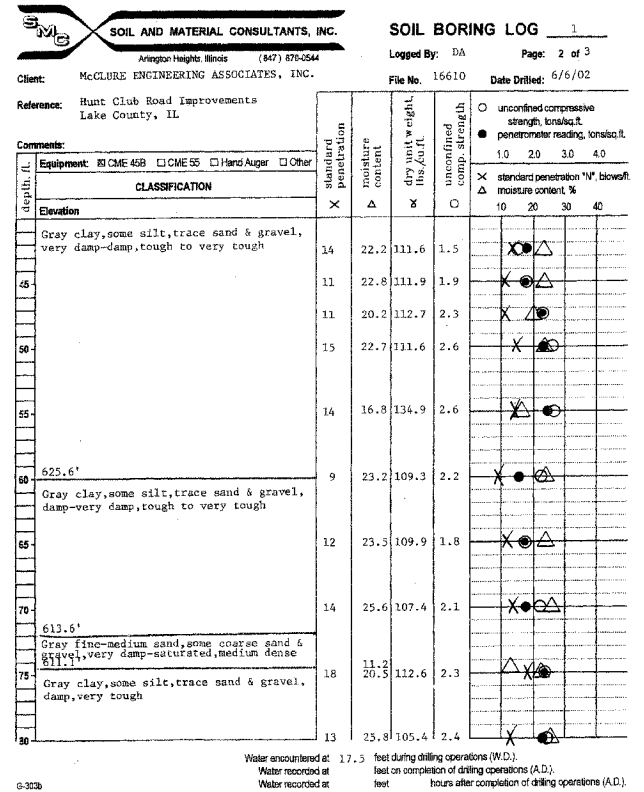 SMC
SOIL AND MATERIAL CONSULTANTS, INC.
Arlington Heights, Illinois (847) 870-0544
SOIL BORING LOG 1
Logged By: DA Page: 2 of 3
Client: McCLURE ENGINEERING ASSOCIATES, INC.
File No. 16610 Date Drilled: 6/6/02
Reference: Hunt Club Road Improvements
Lake County, IL
Comments:
Equipment: ☒ CME 45B ☐ CME 55 ☐ Hand Auger ☐ Other
CLASSIFICATION
Elevation
depth, ft.
standard penetration
X
moisture content
Δ
dry unit weight, lbs./cu.ft.
ɣ
unconfined comp. strength
O
○ unconfined compressive
strength, tons/sq.ft.
● penetrometer reading, tons/sq.ft.
1.0 2.0 3.0 4.0
X standard penetration "N", blows/ft
Δ moisture content, %
10 20 30 40
Gray clay,some silt,trace sand & gravel,
very damp-damp,tough to very tough
14 22.2 111.6 1.5
45 11 22.8 111.9 1.9
11 20.2 112.7 2.3
50 15 22.7 111.6 2.6
55 14 16.8 134.9 2.6
625.6'
60 9 23.2 109.3 2.2
Gray clay,some silt,trace sand & gravel,
damp-very damp,tough to very tough
65 12 23.5 109.9 1.8
70 14 25.6 107.4 2.1
613.6'
Gray fine-medium sand,some coarse sand &
gravel,very damp-saturated,medium dense
611.1'
11.2
75 18 20.5 112.6 2.3
Gray clay,some silt,trace sand & gravel,
damp,very tough
80 13 25.8 105.4 2.4
Water encountered at 17.5 feet during drilling operations (W.D.).
Water recorded at feet on completion of drilling operations (A.D.).
Water recorded at feet hours after completion of drilling operations (A.D.).
G-303b